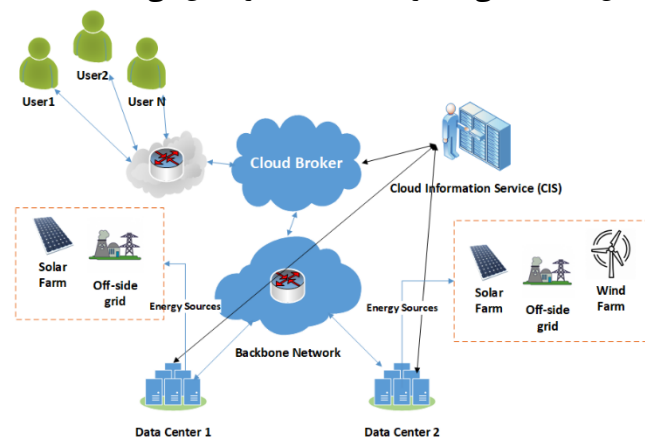 User1
User2
User N
Cloud Broker
Cloud Information Service (CIS)
Solar
Farm
Off-side
grid
Energy Sources
Backbone Network
Energy Sources
Solar
Farm
Off-side
grid
Wind
Farm
Data Center 1
Data Center 2